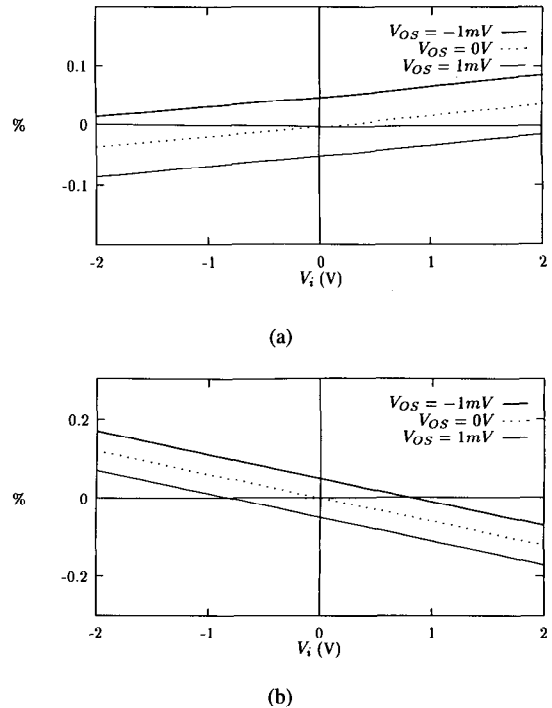 V_OS = −1mV
V_OS = 0V
V_OS = 1mV
0.1
0
-0.1
%
-2 -1 0 1 2
V_i (V)
(a)
V_OS = −1mV
V_OS = 0V
V_OS = 1mV
0.2
0
-0.2
%
-2 -1 0 1 2
V_i (V)
(b)